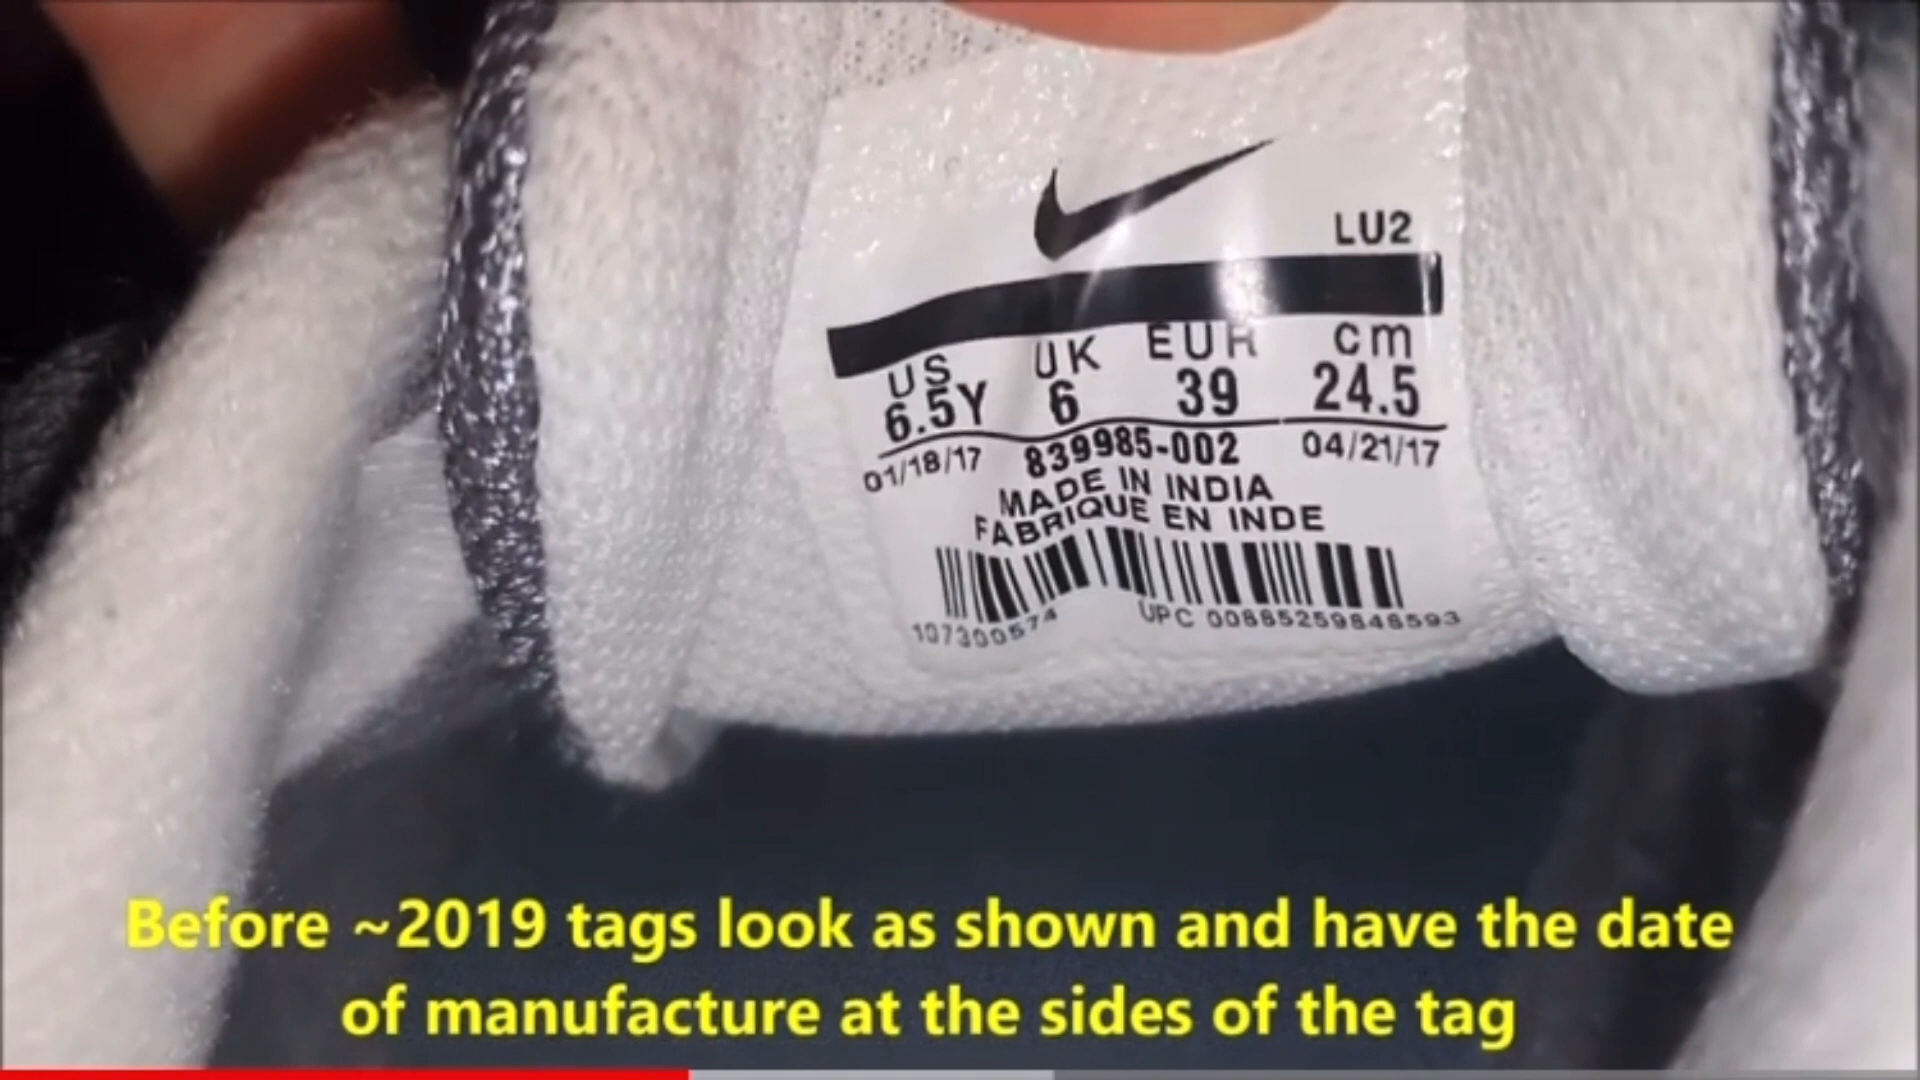 LU2
US UK EUR cm
6.5Y 6 39 24.5
01/18/17 839985-002 04/21/17
MADE IN INDIA
FABRIQUE EN INDE
107300574 UPC 00885259848593
Before ~2019 tags look as shown and have the date
of manufacture at the sides of the tag